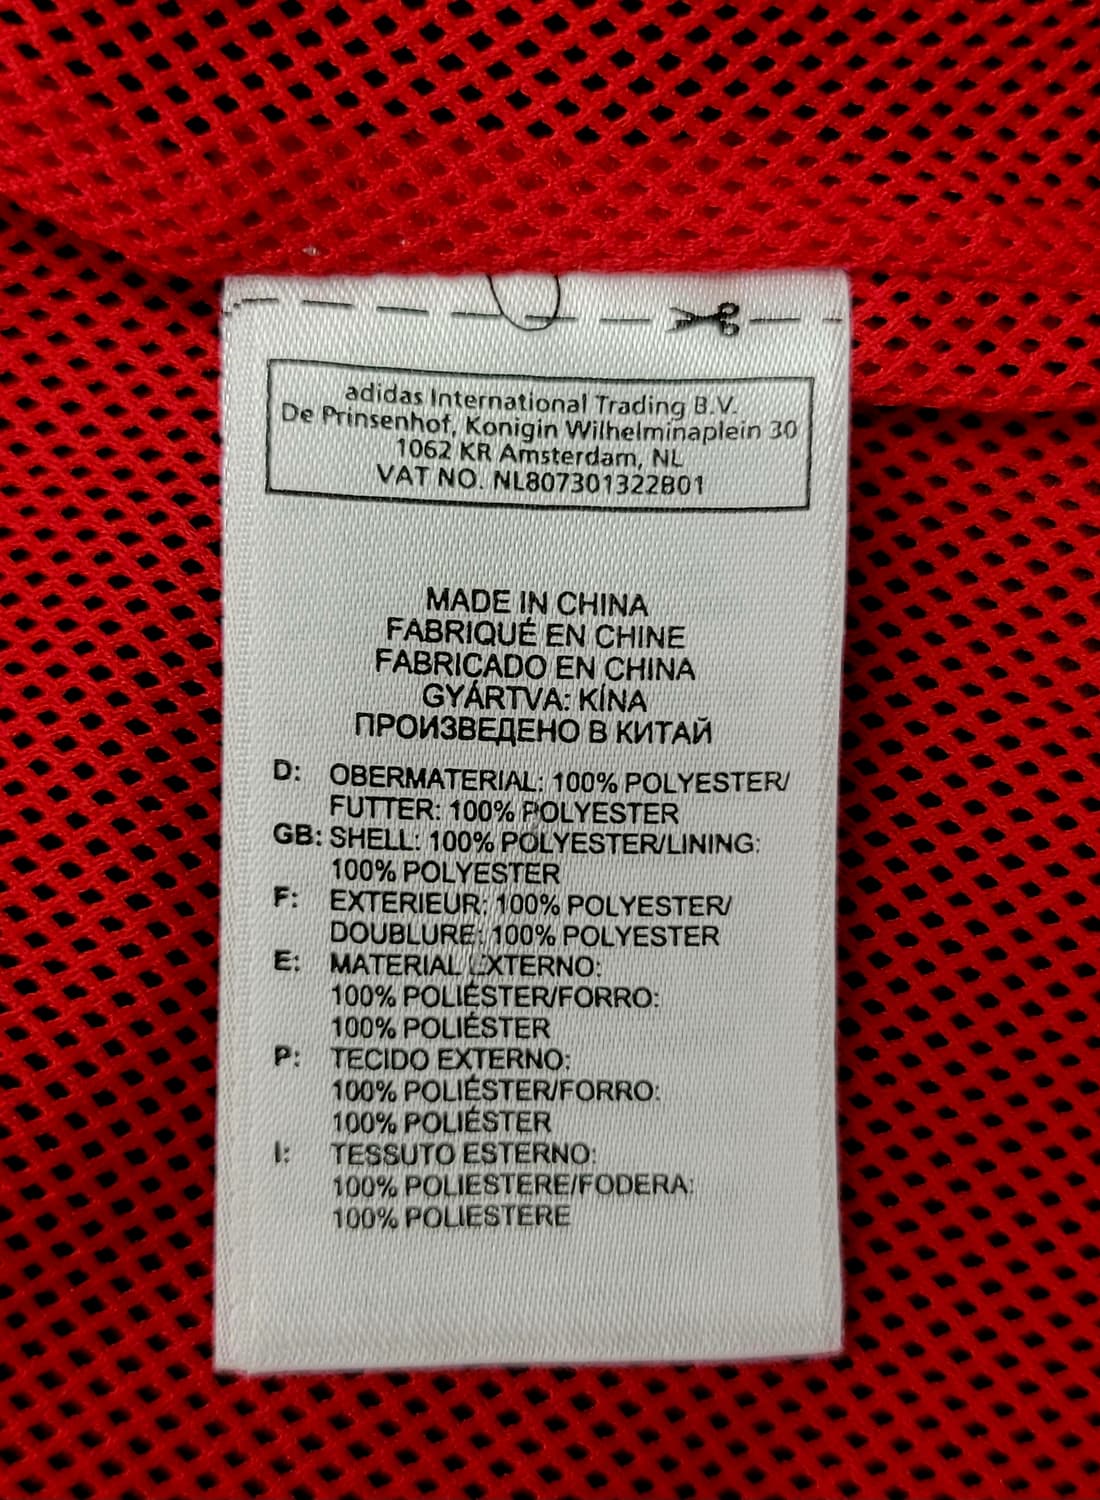 adidas International Trading B.V.
De Prinsenhof, Konigin Wilhelminaplein 30
1062 KR Amsterdam, NL
VAT NO. NL807301322B01
MADE IN CHINA
FABRIQUÉ EN CHINE
FABRICADO EN CHINA
GYÁRTVA: KÍNA
ПРОИЗВЕДЕНО В КИТАЙ
D: OBERMATERIAL: 100% POLYESTER/
FUTTER: 100% POLYESTER
GB: SHELL: 100% POLYESTER/LINING:
100% POLYESTER
F: EXTERIEUR: 100% POLYESTER/
DOUBLURE: 100% POLYESTER
E: MATERIAL EXTERNO:
100% POLIÉSTER/FORRO:
100% POLIÉSTER
P: TECIDO EXTERNO:
100% POLIÉSTER/FORRO:
100% POLIÉSTER
I: TESSUTO ESTERNO:
100% POLIESTERE/FODERA:
100% POLIESTERE